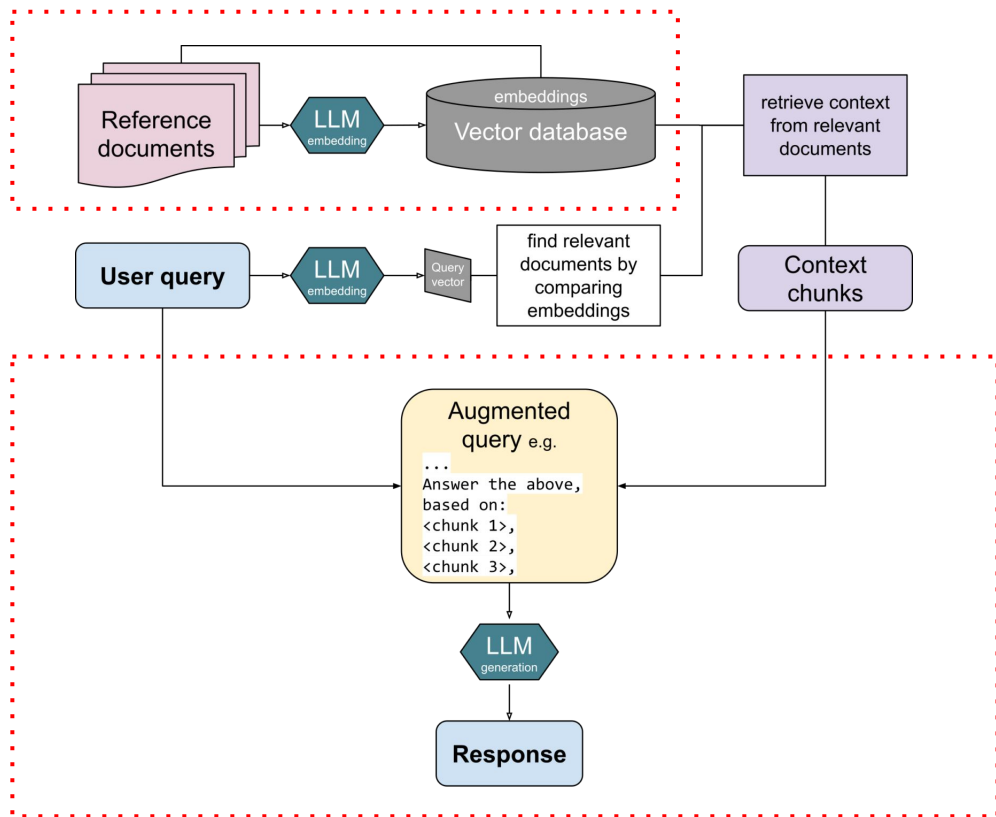 embeddings
Reference
documents
LLM
embedding
Vector database
retrieve context
from relevant
documents
User query
LLM
embedding
Query
vector
find relevant
documents by
comparing
embeddings
Context
chunks
Augmented
query e.g.
...
Answer the above,
based on:
<chunk 1>,
<chunk 2>,
<chunk 3>,
LLM
generation
Response